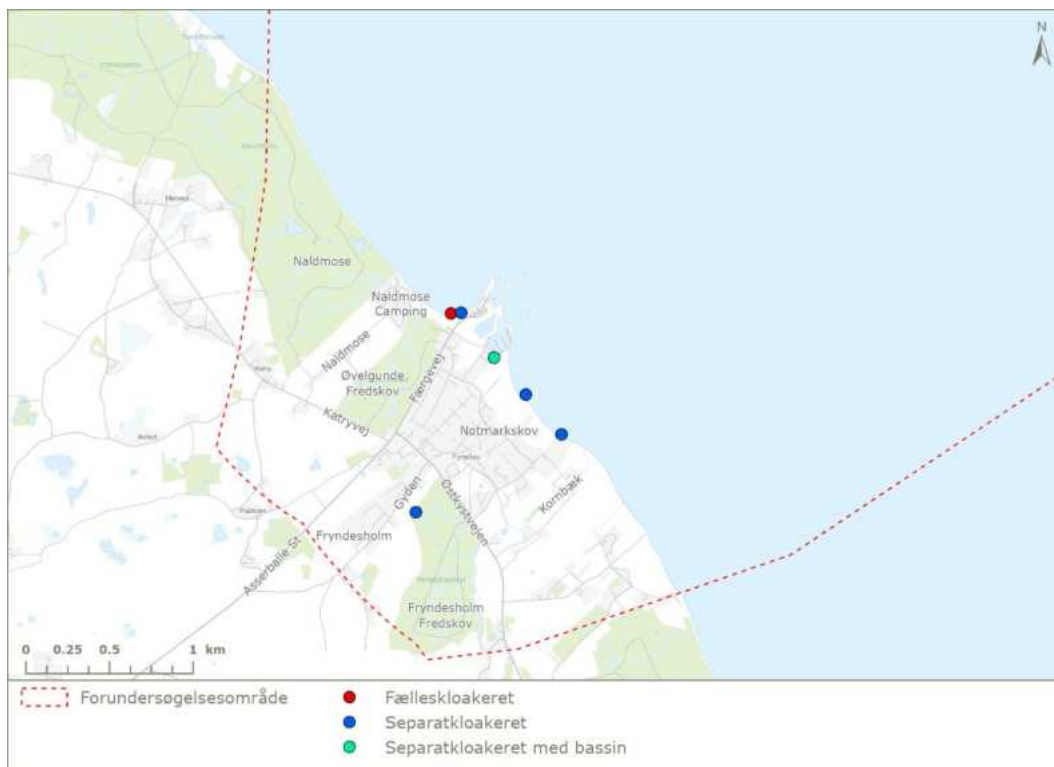 N
Naldmose
Naldmose
Camping
Naldmose
Øvelgunde
Fredskov
Færgevej
Katryvej
Notmarkskov
Fynshav
Gyden
Østkystvejen
Kornbæk
Fryndesholm
Asserballe St
Fryndesholm
Fredskov
0 0.25 0.5 1 km
Forundersøgelsesområde
Fælleskloakeret
Separatkloakeret
Separatkloakeret med bassin